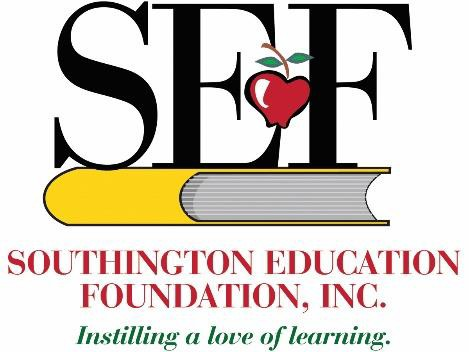 SEF
SOUTHINGTON EDUCATION
FOUNDATION, INC.
Instilling a love of learning.